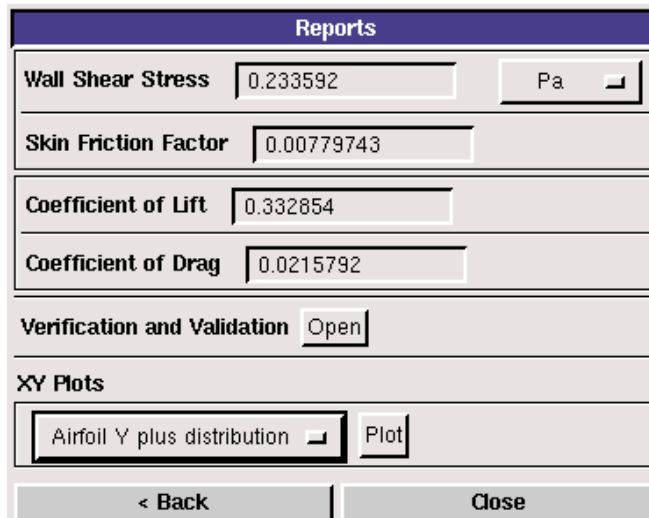 Reports
Wall Shear Stress 0.233592 Pa
Skin Friction Factor 0.00779743
Coefficient of Lift 0.332854
Coefficient of Drag 0.0215792
Verification and Validation Open
XY Plots
Airfoil Y plus distribution Plot
< Back Close